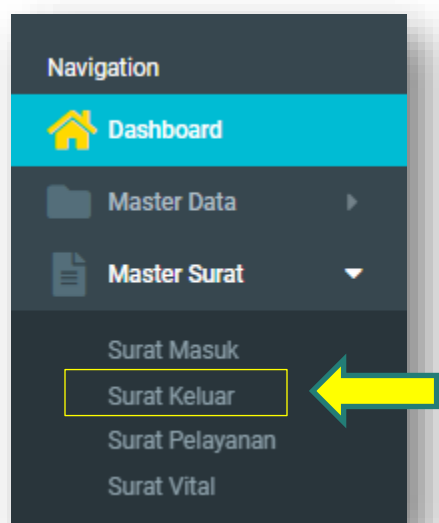 Navigation
Dashboard
Master Data
Master Surat
Surat Masuk
Surat Keluar
Surat Pelayanan
Surat Vital